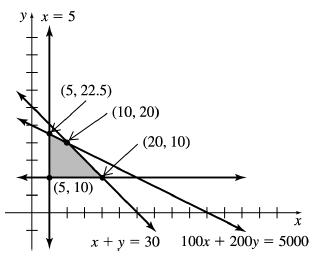 y x = 5
(5, 22.5)
(10, 20)
(20, 10)
(5, 10)
x
x + y = 30 100x + 200y = 5000